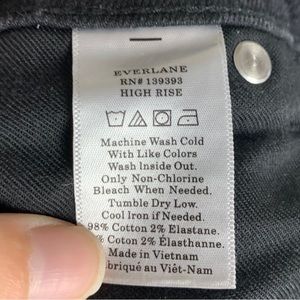 EVERLANE
RN# 139393
HIGH RISE
Machine Wash Cold
With Like Colors
Wash Inside Out.
Only Non-Chlorine
Bleach When Needed.
Tumble Dry Low.
Cool Iron if Needed.
98% Cotton 2% Elastane.
Coton 2% Élasthanne.
Made in Vietnam
Fabriqué au Viêt-Nam